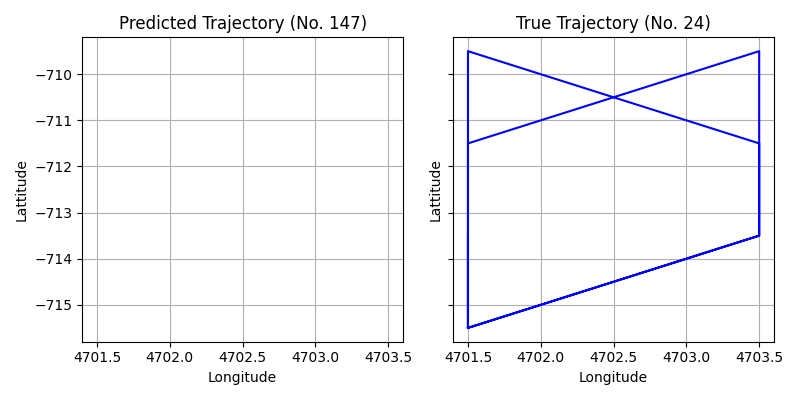 Predicted Trajectory (No. 147)
−710
−711
−712
−713
−714
−715
Lattitude
4701.5 4702.0 4702.5 4703.0 4703.5
Longitude
True Trajectory (No. 24)
Lattitude
4701.5 4702.0 4702.5 4703.0 4703.5
Longitude